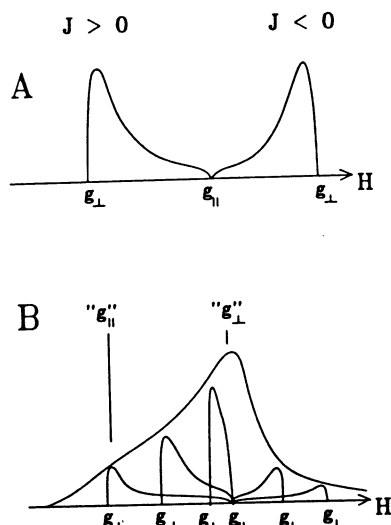 J > 0 J < 0
A
g⊥ g∥ g⊥ H
B "g"∥ "g"⊥
g⊥ g⊥ g⊥ g∥ g⊥ g⊥ H